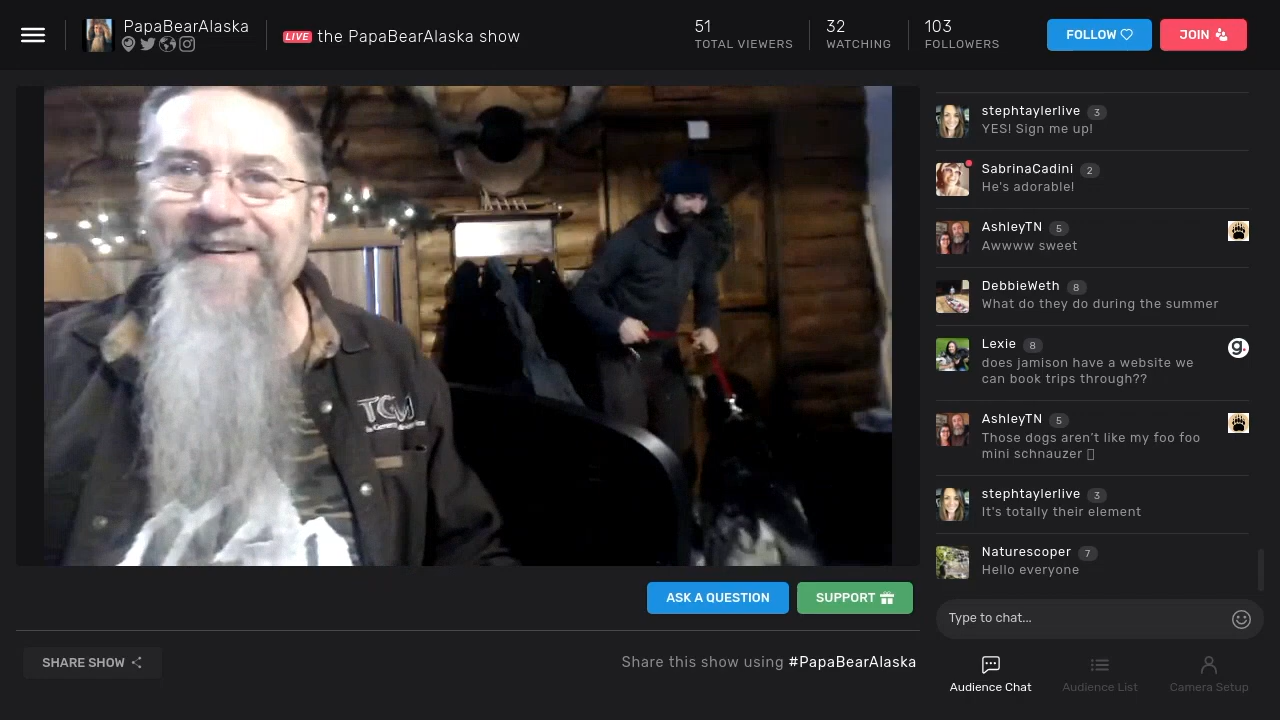 PapaBearAlaska
LIVE the PapaBearAlaska show
51
TOTAL VIEWERS
32
WATCHING
103
FOLLOWERS
FOLLOW
JOIN
TCM
stephtaylerlive 3
YES! Sign me up!
SabrinaCadini 2
He's adorable!
AshleyTN 5
Awwww sweet
DebbieWeth 8
What do they do during the summer
Lexie 8
does jamison have a website we
can book trips through??
g.
AshleyTN 5
Those dogs aren't like my foo foo
mini schnauzer
stephtaylerlive 3
It's totally their element
Naturescoper 7
Hello everyone
ASK A QUESTION
SUPPORT
Type to chat...
SHARE SHOW
Share this show using #PapaBearAlaska
Audience Chat
Audience List
Camera Setup